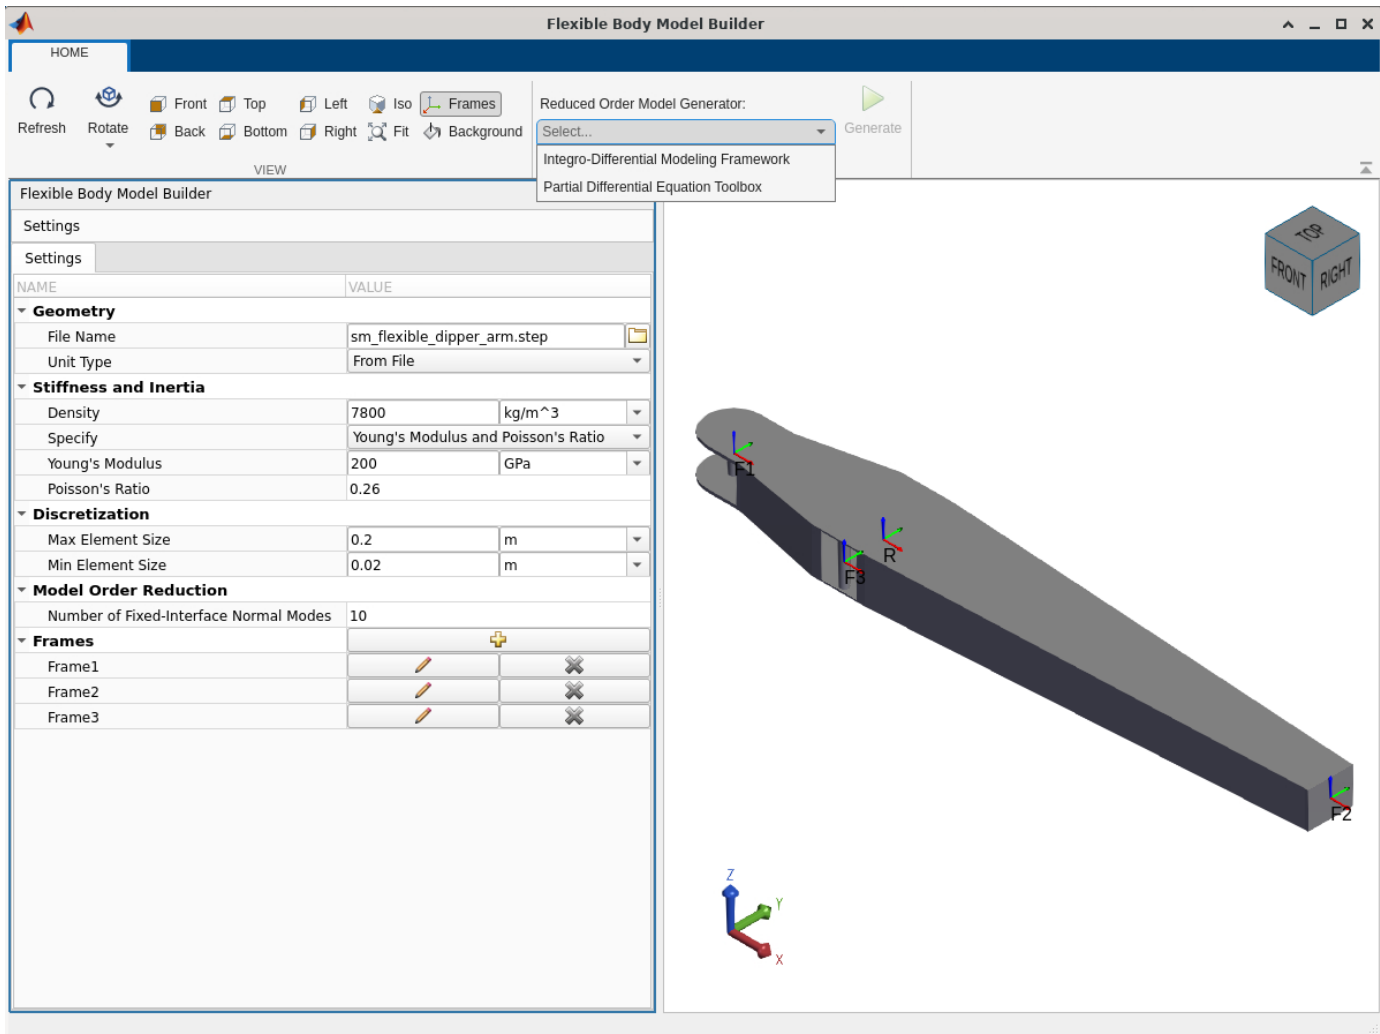 Flexible Body Model Builder
HOME
Refresh
Rotate
Front
Top
Left
Iso
Frames
Back
Bottom
Right
Fit
Background
VIEW
Reduced Order Model Generator:
Select...
Generate
Integro-Differential Modeling Framework
Partial Differential Equation Toolbox
Flexible Body Model Builder
Settings
Settings
NAME VALUE
Geometry
File Name sm_flexible_dipper_arm.step
Unit Type From File
Stiffness and Inertia
Density 7800 kg/m^3
Specify Young's Modulus and Poisson's Ratio
Young's Modulus 200 GPa
Poisson's Ratio 0.26
Discretization
Max Element Size 0.2 m
Min Element Size 0.02 m
Model Order Reduction
Number of Fixed-Interface Normal Modes 10
Frames
Frame1
Frame2
Frame3
TOP
FRONT
RIGHT
F1
R
F3
F2
Z
Y
X